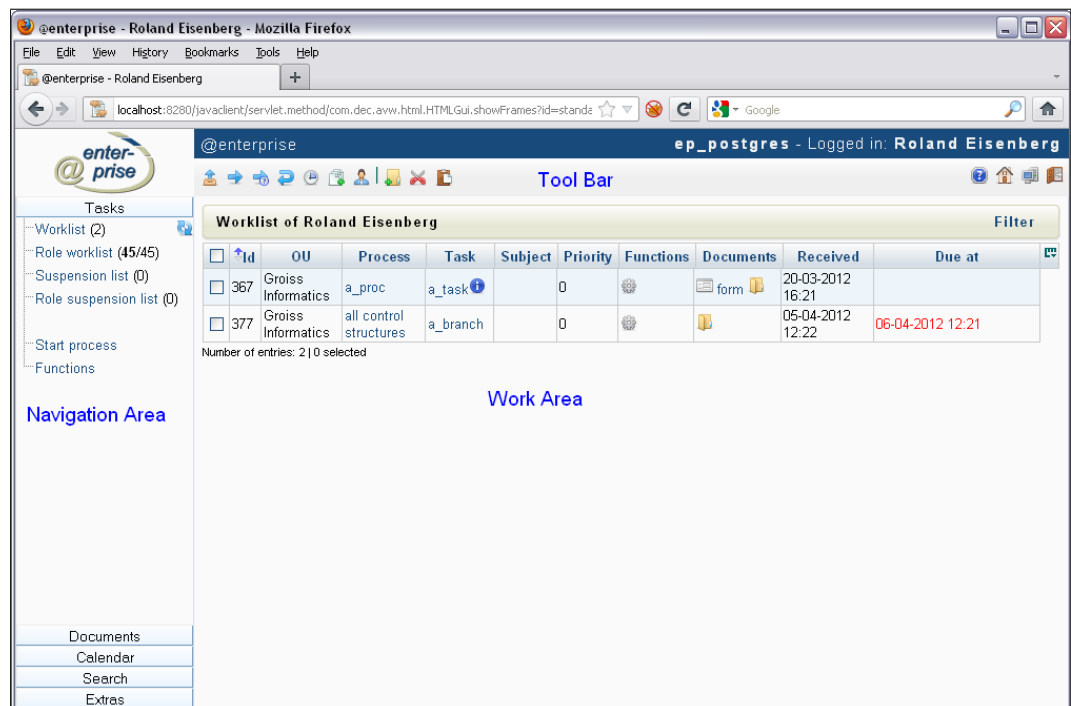 @enterprise - Roland Eisenberg - Mozilla Firefox
File Edit View History Bookmarks Tools Help
@enterprise - Roland Eisenberg
localhost:8280/javaclient/servlet.method/com.dec.avw.html.HTMLGui.showFrames?id=standa
Google
enter-
@ prise
@enterprise
ep_postgres - Logged in: Roland Eisenberg
Tool Bar
Tasks
Worklist (2)
Role worklist (45/45)
Suspension list (0)
Role suspension list (0)
Start process
Functions
Navigation Area
Worklist of Roland Eisenberg
Filter
Id OU Process Task Subject Priority Functions Documents Received Due at
367 Groiss Informatics a_proc a_task 0 form 20-03-2012 16:21
377 Groiss Informatics all control structures a_branch 0 05-04-2012 12:22 06-04-2012 12:21
Number of entries: 2 | 0 selected
Work Area
Documents
Calendar
Search
Extras